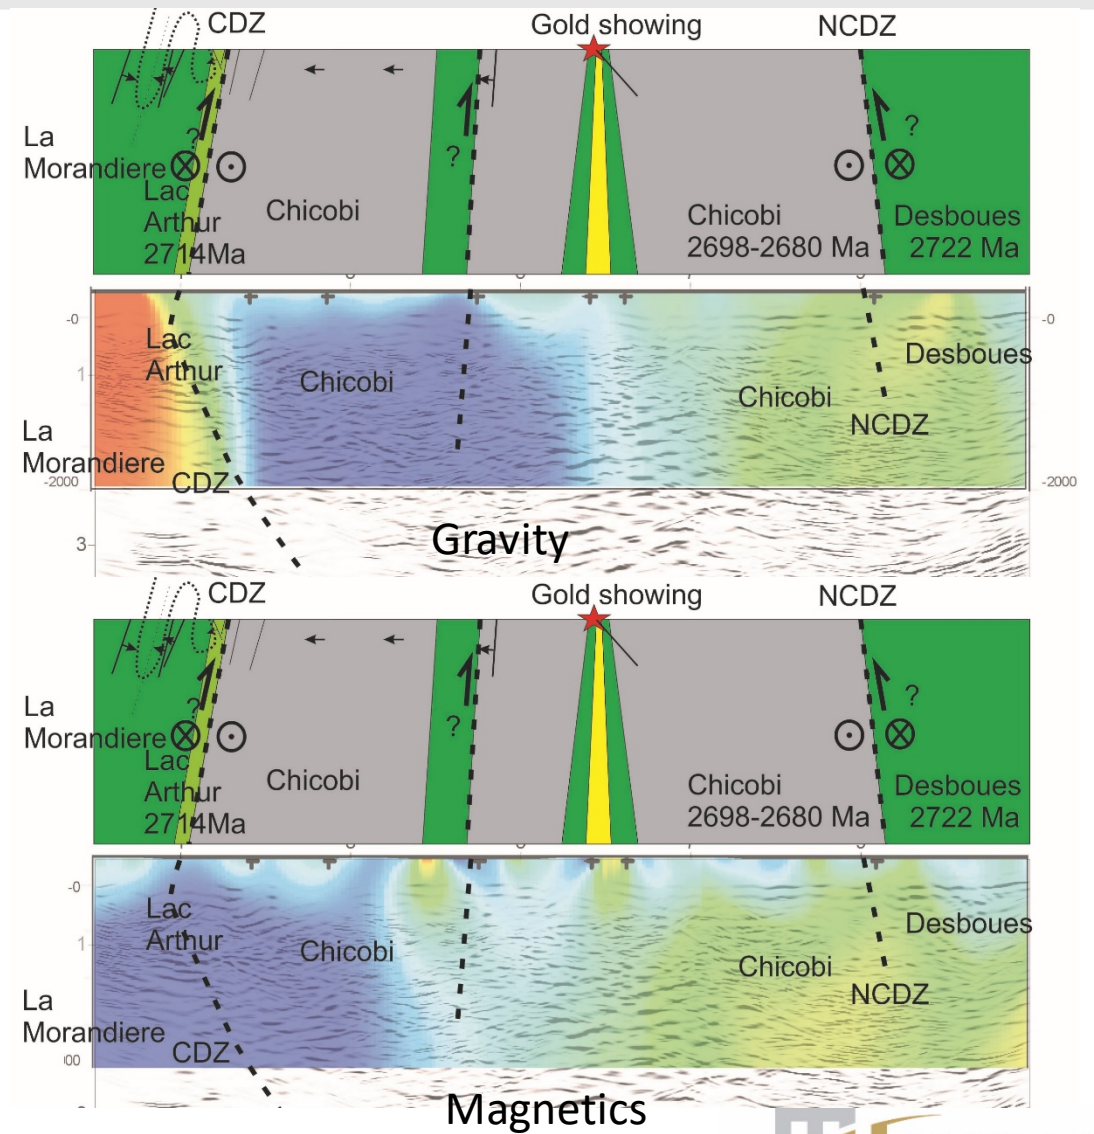 CDZ
Gold showing
NCDZ
La
Morandiere
?
?
?
Lac
Arthur
2714Ma
Chicobi
Chicobi
2698-2680 Ma
Desboues
2722 Ma
-0
-0
Lac
Arthur
1
Chicobi
Desboues
Chicobi
NCDZ
La
Morandiere
-2000
CDZ
-2000
Gravity
3
CDZ
Gold showing
NCDZ
La
Morandiere
?
?
?
Lac
Arthur
2714Ma
Chicobi
Chicobi
2698-2680 Ma
Desboues
2722 Ma
-0
Lac
Arthur
1
Chicobi
Desboues
Chicobi
NCDZ
La
Morandiere
CDZ
00
Magnetics